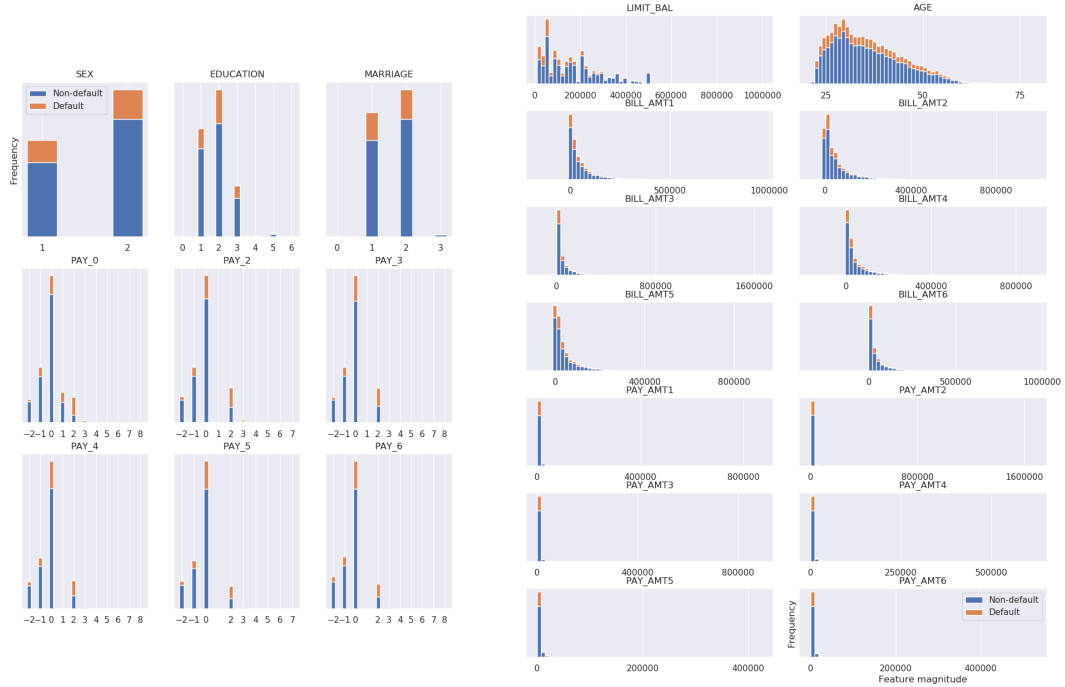 SEX
EDUCATION
MARRIAGE
Non-default
Default
Frequency
1 2
0 1 2 3 4 5 6
0 1 2 3
PAY_0
PAY_2
PAY_3
−2 −1 0 1 2 3 4 5 6 7 8
−2 −1 0 1 2 3 4 5 6 7
−2 −1 0 1 2 3 4 5 6 7 8
PAY_4
PAY_5
PAY_6
−2 −1 0 1 2 3 4 5 6 7 8
−2 −1 0 2 3 4 5 6 7 8
−2 −1 0 2 3 4 5 6 7 8
LIMIT_BAL
AGE
0 200000 400000 600000 800000 1000000
25 50 75
BILL_AMT1
BILL_AMT2
0 500000 1000000
0 400000 800000
BILL_AMT3
BILL_AMT4
0 800000 1600000
0 400000 800000
BILL_AMT5
BILL_AMT6
0 400000 800000
0 500000 1000000
PAY_AMT1
PAY_AMT2
0 400000 800000
0 800000 1600000
PAY_AMT3
PAY_AMT4
0 400000 800000
0 250000 500000
PAY_AMT5
PAY_AMT6
Non-default
Default
Frequency
0 200000 400000
0 200000 400000
Feature magnitude